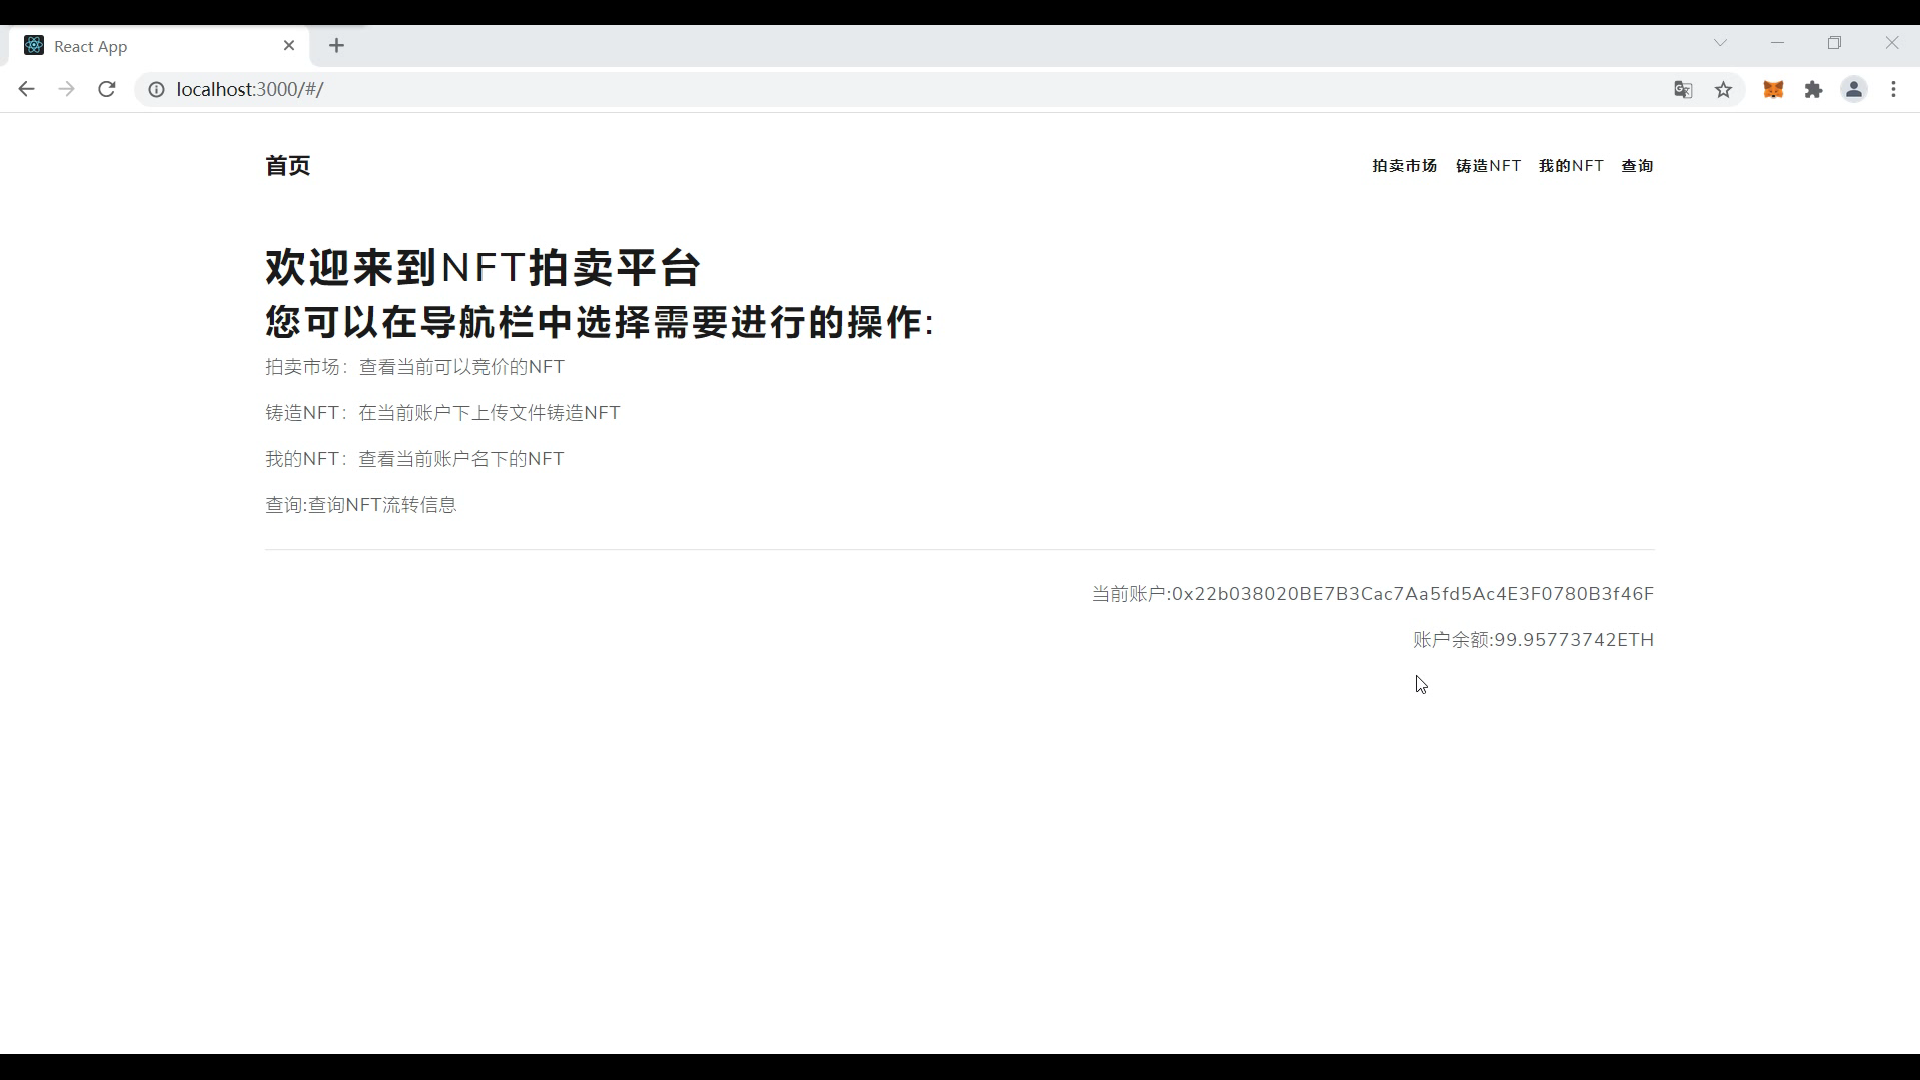 React App
localhost:3000/#/
首页
拍卖市场 铸造NFT 我的NFT 查询
欢迎来到NFT拍卖平台
您可以在导航栏中选择需要进行的操作:
拍卖市场：查看当前可以竞价的NFT
铸造NFT：在当前账户下上传文件铸造NFT
我的NFT：查看当前账户名下的NFT
查询:查询NFT流转信息
当前账户:0x22b038020BE7B3Cac7Aa5fd5Ac4E3F0780B3f46F
账户余额:99.95773742ETH